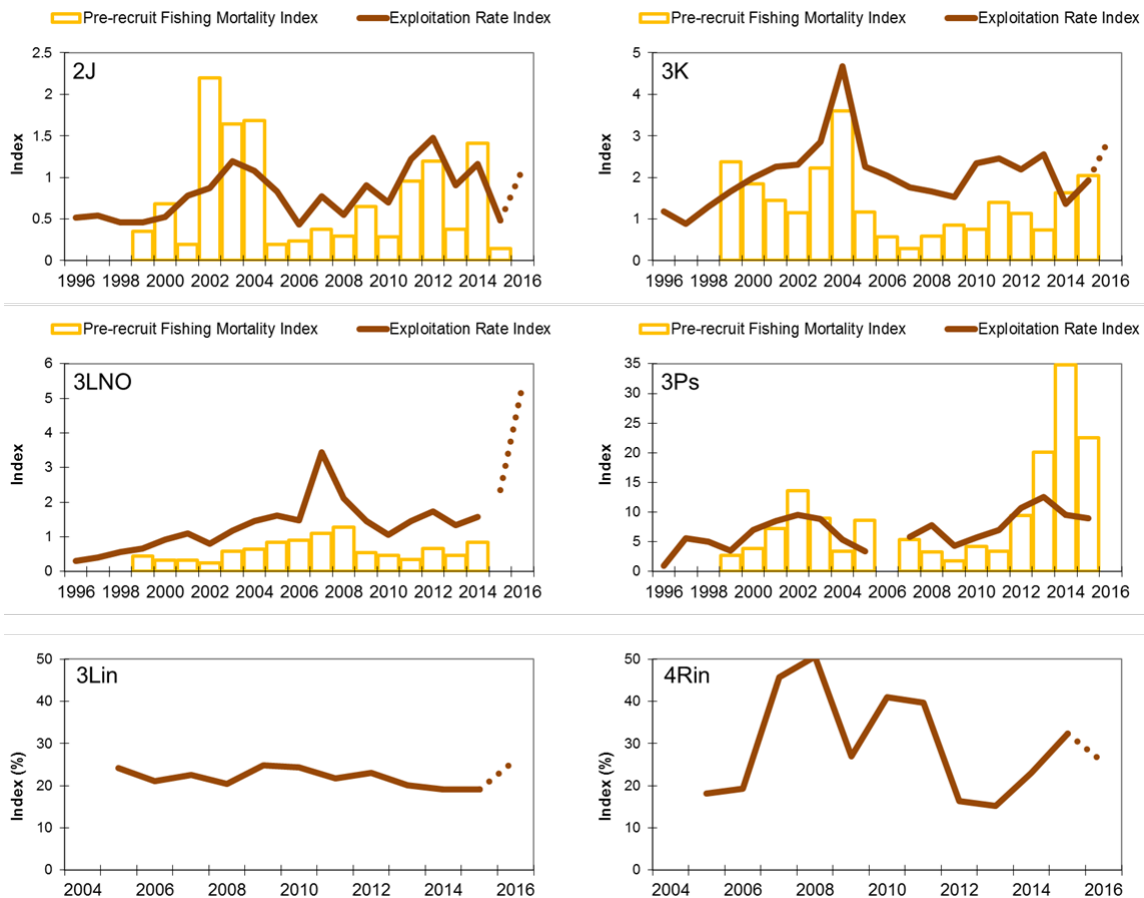 Pre-recruit Fishing Mortality Index Exploitation Rate Index
2J
Index
2.5
2
1.5
1
0.5
0
1996 1998 2000 2002 2004 2006 2008 2010 2012 2014 2016
Pre-recruit Fishing Mortality Index Exploitation Rate Index
3K
Index
5
4
3
2
1
0
1996 1998 2000 2002 2004 2006 2008 2010 2012 2014 2016
Pre-recruit Fishing Mortality Index Exploitation Rate Index
3LNO
Index
6
5
4
3
2
1
0
1996 1998 2000 2002 2004 2006 2008 2010 2012 2014 2016
Pre-recruit Fishing Mortality Index Exploitation Rate Index
3Ps
Index
35
30
25
20
15
10
5
0
1996 1998 2000 2002 2004 2006 2008 2010 2012 2014 2016
3Lin
Index (%)
50
40
30
20
10
0
2004 2006 2008 2010 2012 2014 2016
4Rin
Index (%)
50
40
30
20
10
0
2004 2006 2008 2010 2012 2014 2016